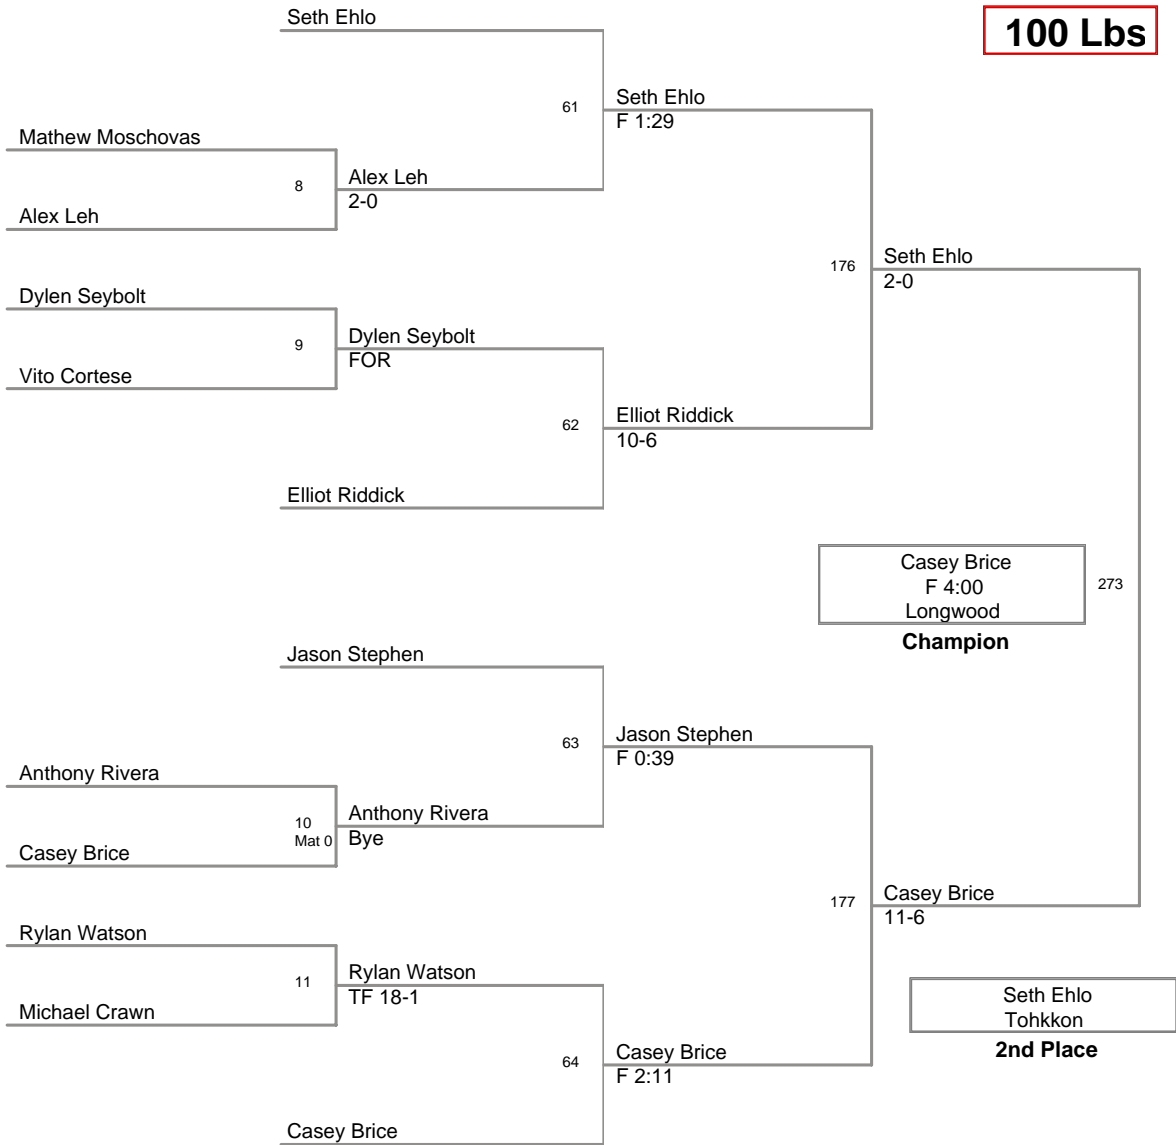 Seth Ehlo
100 Lbs
61
Seth Ehlo
F 1:29
Mathew Moschovas
8
Alex Leh
2-0
Alex Leh
176
Seth Ehlo
2-0
Dylen Seybolt
9
Dylen Seybolt
FOR
Vito Cortese
62
Elliot Riddick
10-6
Elliot Riddick
Casey Brice
F 4:00
Longwood
273
Champion
Jason Stephen
63
Jason Stephen
F 0:39
Anthony Rivera
10
Mat 0
Anthony Rivera
Bye
Casey Brice
177
Casey Brice
11-6
Rylan Watson
11
Rylan Watson
TF 18-1
Michael Crawn
Seth Ehlo
Tohkkon
2nd Place
64
Casey Brice
F 2:11
Casey Brice